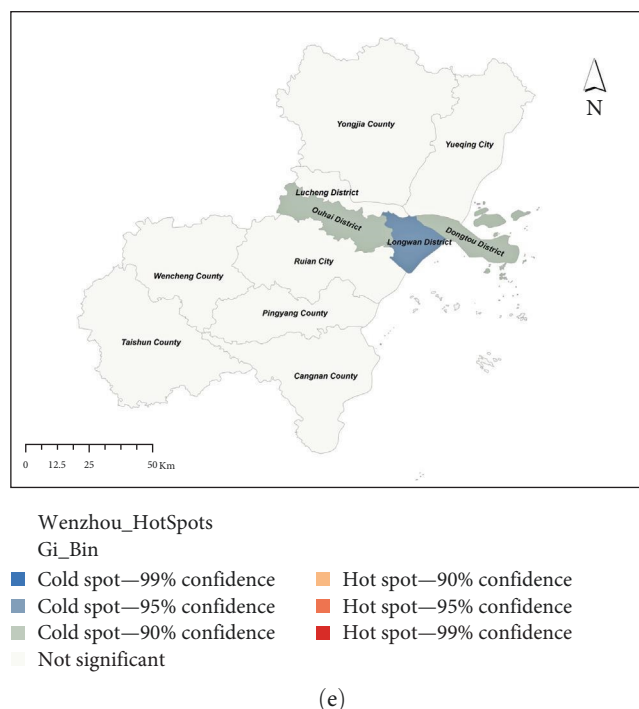 N
Yongjia County
Yueqing City
Lucheng District
Ouhai District
Dongtou District
Longwan District
Ruian City
Wencheng County
Pingyang County
Taishun County
Cangnan County
0 12.5 25 50 Km
Wenzhou_HotSpots
Gi_Bin
Cold spot—99% confidence
Cold spot—95% confidence
Cold spot—90% confidence
Not significant
Hot spot—90% confidence
Hot spot—95% confidence
Hot spot—99% confidence
(e)